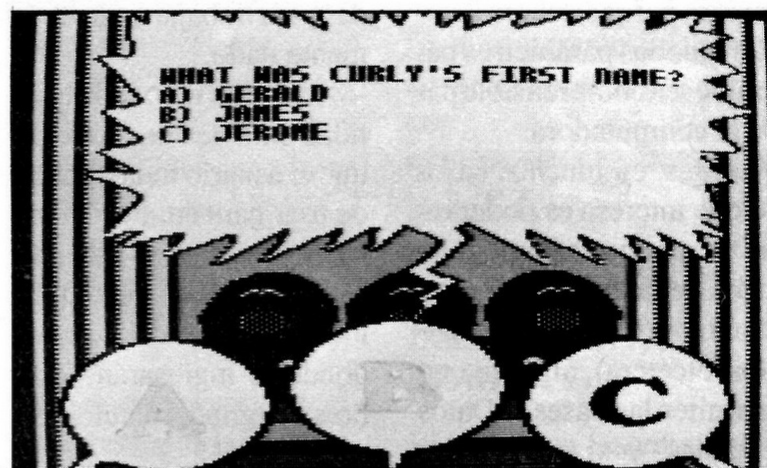 WHAT WAS CURLY'S FIRST NAME?
A) GERALD
B) JAMES
C) JEROME
A B C